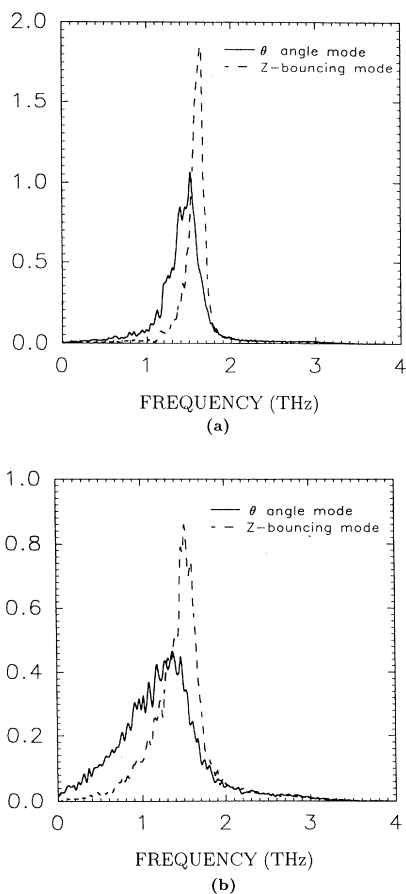 2.0
θ angle mode
Z-bouncing mode
1.5
1.0
0.5
0.0
0 1 2 3 4
FREQUENCY (THz)
(a)
1.0
θ angle mode
Z-bouncing mode
0.8
0.6
0.4
0.2
0.0
0 1 2 3 4
FREQUENCY (THz)
(b)